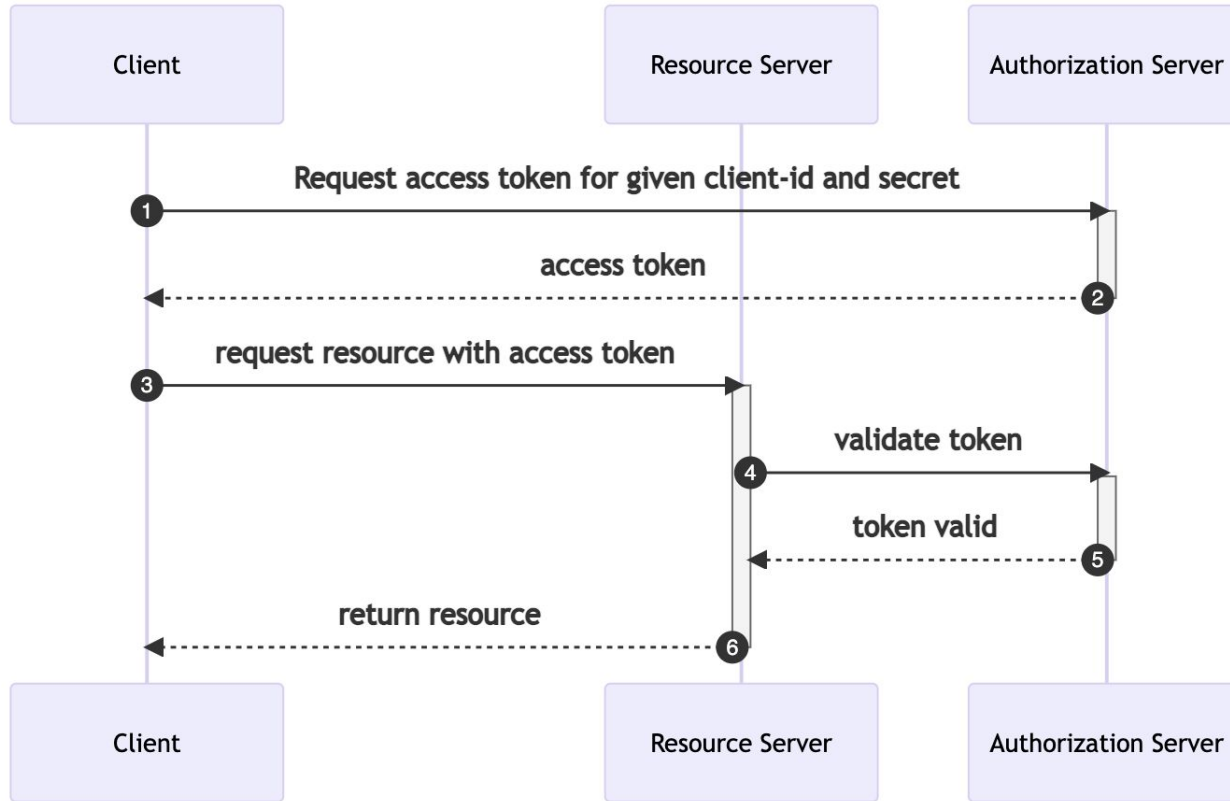 Client
Resource Server
Authorization Server
Request access token for given client-id and secret
1
access token
2
request resource with access token
3
validate token
4
token valid
5
return resource
6
Client
Resource Server
Authorization Server